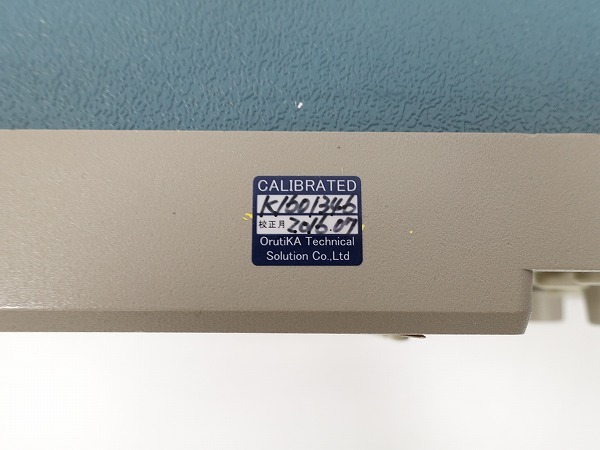 CALIBRATED
K1601346
校正月 2016.07
OrutiKA Technical
Solution Co.,Ltd